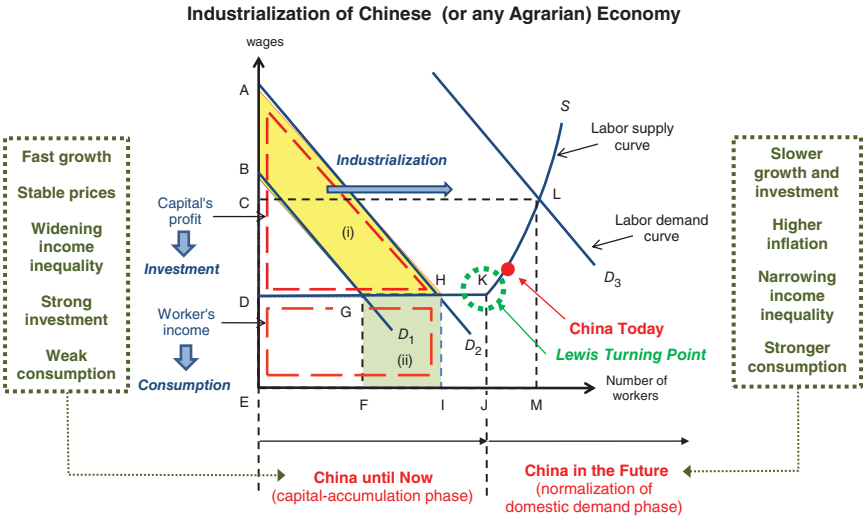 Industrialization of Chinese (or any Agrarian) Economy
Fast growth
Stable prices
Widening
income
inequality
Strong
investment
Weak
consumption
wages
A
B
C
D
E
Capital's
profit
Investment
Worker's
income
Consumption
Industrialization
(i)
(ii)
G
H
K
L
S
D1
D2
D3
Labor supply
curve
Labor demand
curve
China Today
Lewis Turning Point
Number of
workers
F
I
J
M
China until Now
(capital-accumulation phase)
China in the Future
(normalization of
domestic demand phase)
Slower
growth and
investment
Higher
inflation
Narrowing
income
inequality
Stronger
consumption